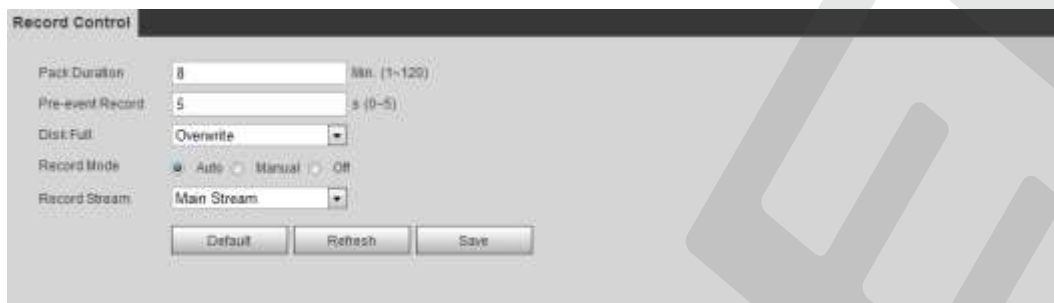 Record Control
Pack Duration 8 Min. (1~120)
Pre-event Record 5 s (0~5)
Disk Full Overwrite
Record Mode Auto Manual Off
Record Stream Main Stream
Default Refresh Save